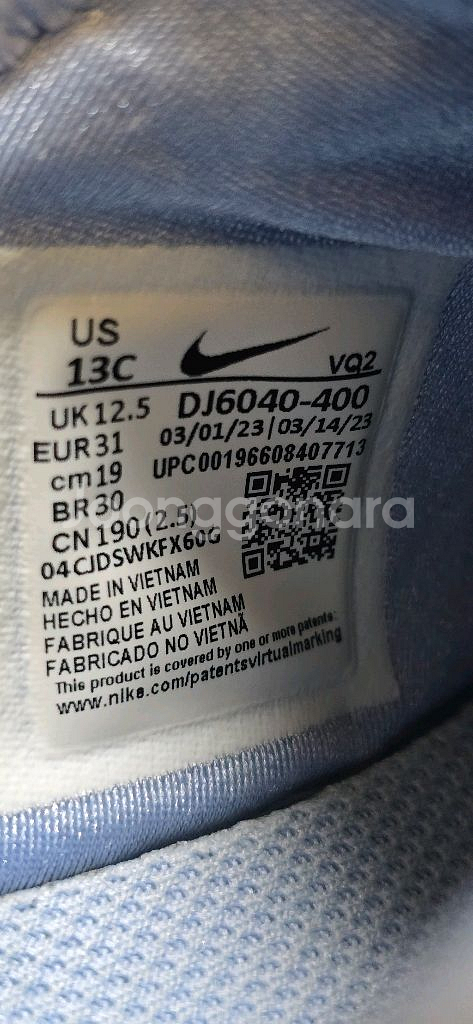 US
13C
VQ2
UK 12.5 DJ6040-400
EUR 31 03/01/23|03/14/23
cm 19 UPC00196608407713
BR 30
Joonggonara
CN 190 (2.5)
04CJDSWKFX60G
MADE IN VIETNAM
HECHO EN VIETNAM
FABRIQUE AU VIETNAM
FABRICADO NO VIETNÃ
This product is covered by one or more patents:
www.nike.com/patentsvirtualmarking